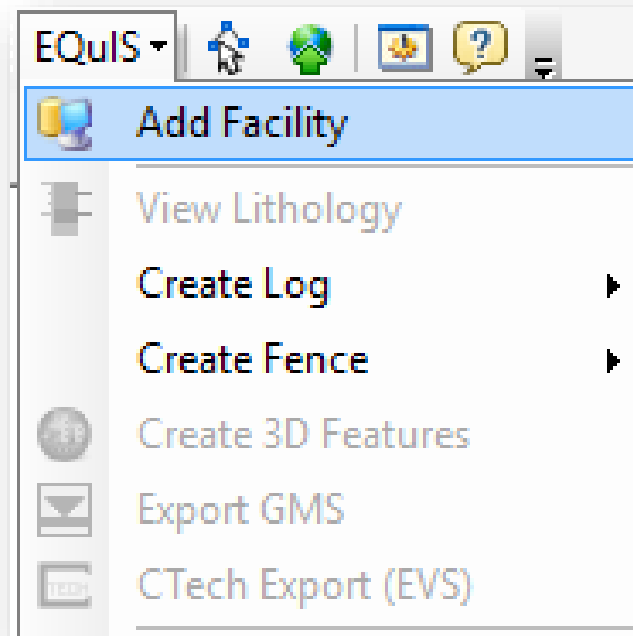 EQuIS
Add Facility
View Lithology
Create Log
Create Fence
Create 3D Features
Export GMS
CTech Export (EVS)